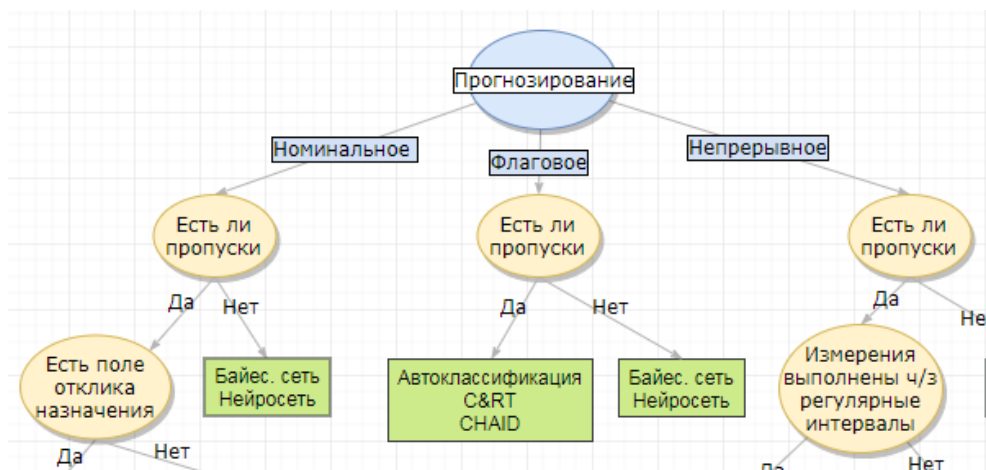 Прогнозирование
Номинальное
Флаговое
Непрерывное
Есть ли
пропуски
Есть ли
пропуски
Есть ли
пропуски
Да
Нет
Да
Нет
Да
Не
Есть поле
отклика
назначения
Байес. сеть
Нейросеть
Автоклассификация
C&RT
CHAID
Байес. сеть
Нейросеть
Измерения
выполнены ч/з
регулярные
интервалы
Да
Нет
Да
Нет